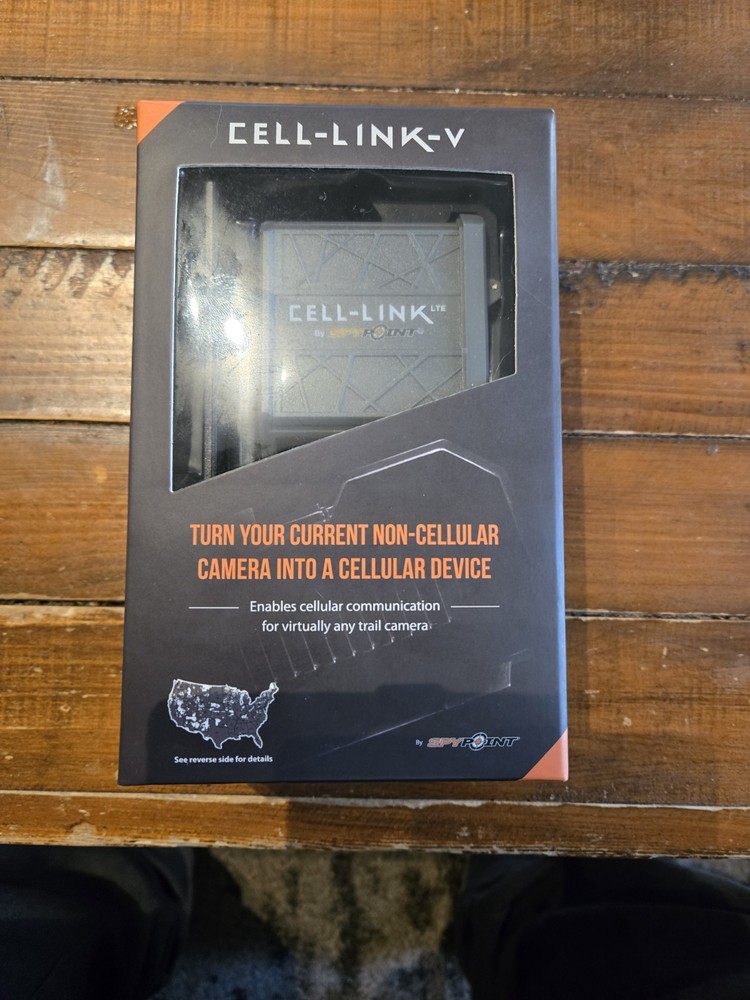 CELL-LINK-V
CELL-LINK LTE
By SPYPOINT
TURN YOUR CURRENT NON-CELLULAR
CAMERA INTO A CELLULAR DEVICE
Enables cellular communication
for virtually any trail camera.
See reverse side for details
By SPYPOINT